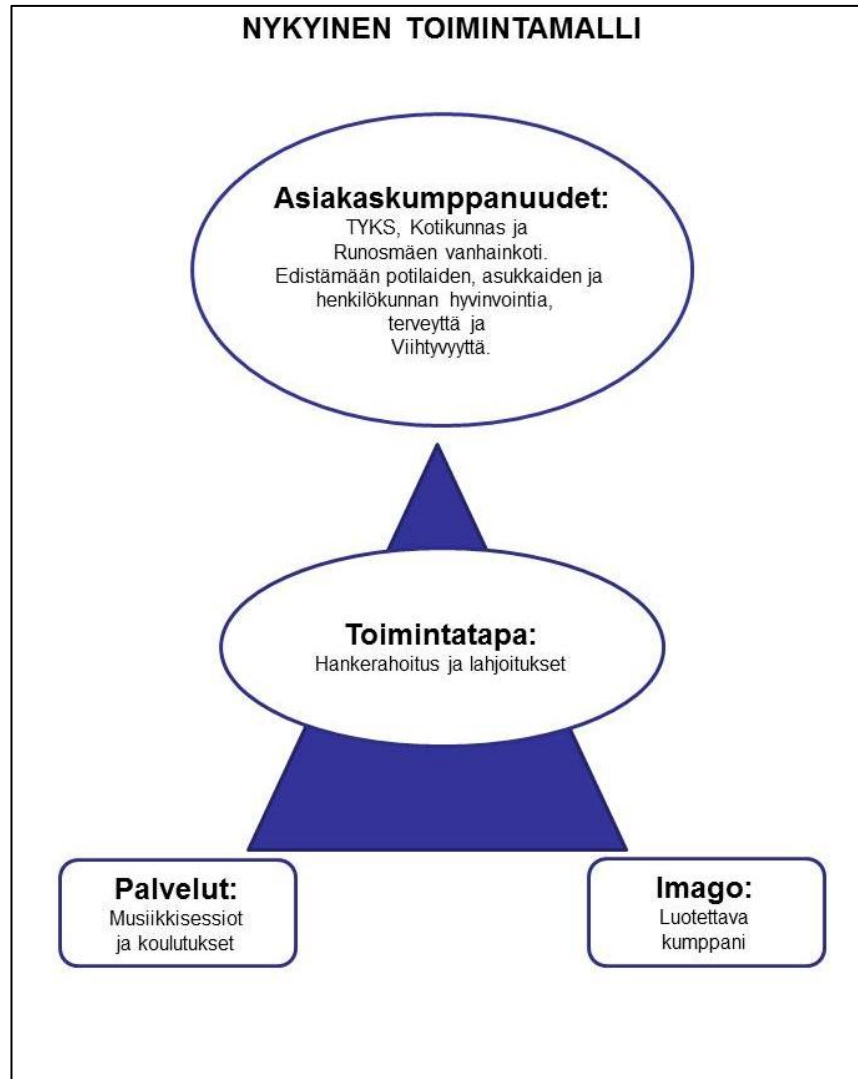 NYKYINEN TOIMINTAMALLI
Asiakaskumppanuudet:
TYKS, Kotikunnas ja
Runosmäen vanhainkoti.
Edistämään potilaiden, asukkaiden ja
henkilökunnan hyvinvointia,
terveyttä ja
Viihtyvyyttä.
Toimintatapa:
Hankerahoitus ja lahjoitukset
Palvelut:
Musiikkisessiot
ja koulutukset
Imago:
Luotettava
kumppani